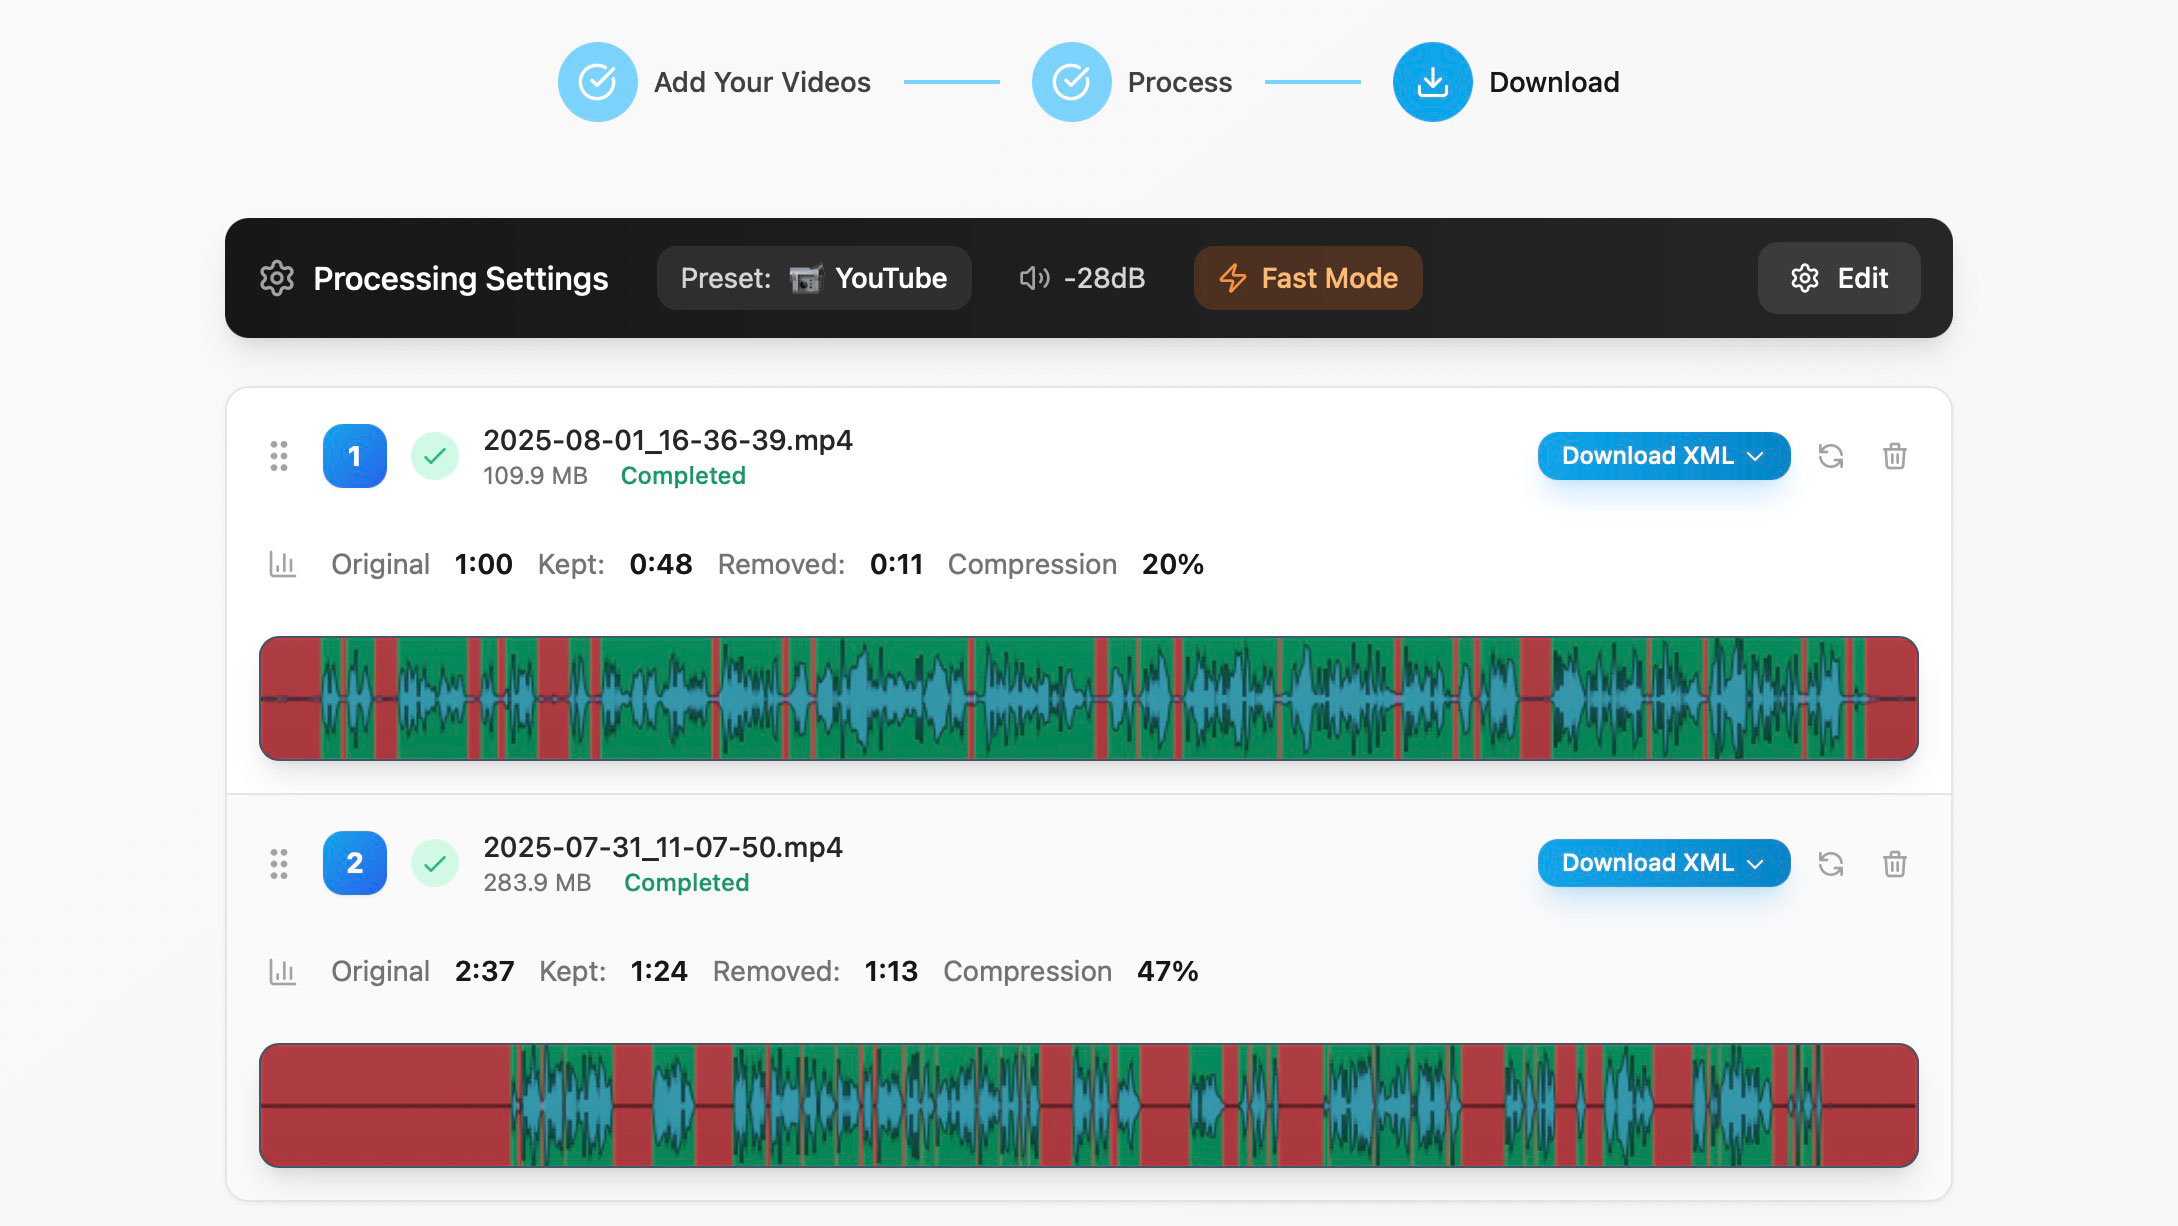 Add Your Videos
Process
Download
Processing Settings
Preset: YouTube
-28dB
Fast Mode
Edit
1
2025-08-01_16-36-39.mp4
109.9 MB Completed
Download XML
Original 1:00 Kept: 0:48 Removed: 0:11 Compression 20%
2
2025-07-31_11-07-50.mp4
283.9 MB Completed
Download XML
Original 2:37 Kept: 1:24 Removed: 1:13 Compression 47%